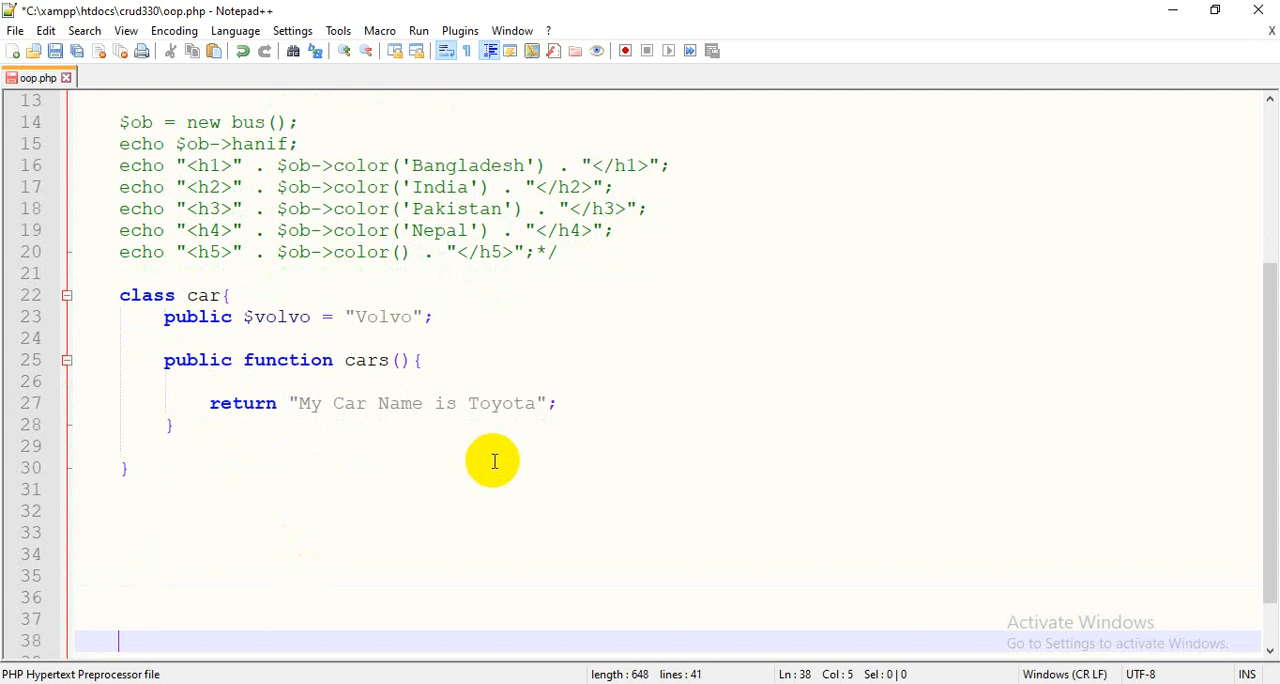 *C:\xampp\htdocs\crud330\oop.php - Notepad++
File Edit Search View Encoding Language Settings Tools Macro Run Plugins Window ? X
oop.php
13
14 $ob = new bus();
15 echo $ob->hanif;
16 echo "<h1>" . $ob->color('Bangladesh') . "</h1>";
17 echo "<h2>" . $ob->color('India') . "</h2>";
18 echo "<h3>" . $ob->color('Pakistan') . "</h3>";
19 echo "<h4>" . $ob->color('Nepal') . "</h4>";
20 echo "<h5>" . $ob->color() . "</h5>";*/
21
22 class car{
23 public $volvo = "Volvo";
24
25 public function cars(){
26
27 return "My Car Name is Toyota";
28 }
29
30 }
31
32
33
34
35
36
37
38
Activate Windows
Go to Settings to activate Windows.
PHP Hypertext Preprocessor file length : 648 lines : 41 Ln : 38 Col : 5 Sel : 0 | 0 Windows (CR LF) UTF-8 INS